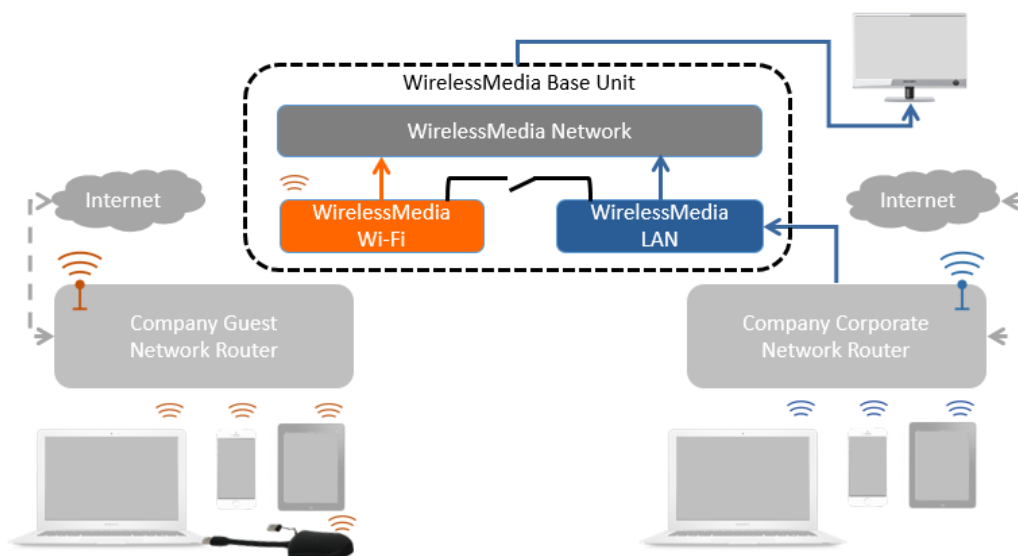 WirelessMedia Base Unit
WirelessMedia Network
Internet
WirelessMedia
Wi-Fi
WirelessMedia
LAN
Internet
Company Guest
Network Router
Company Corporate
Network Router